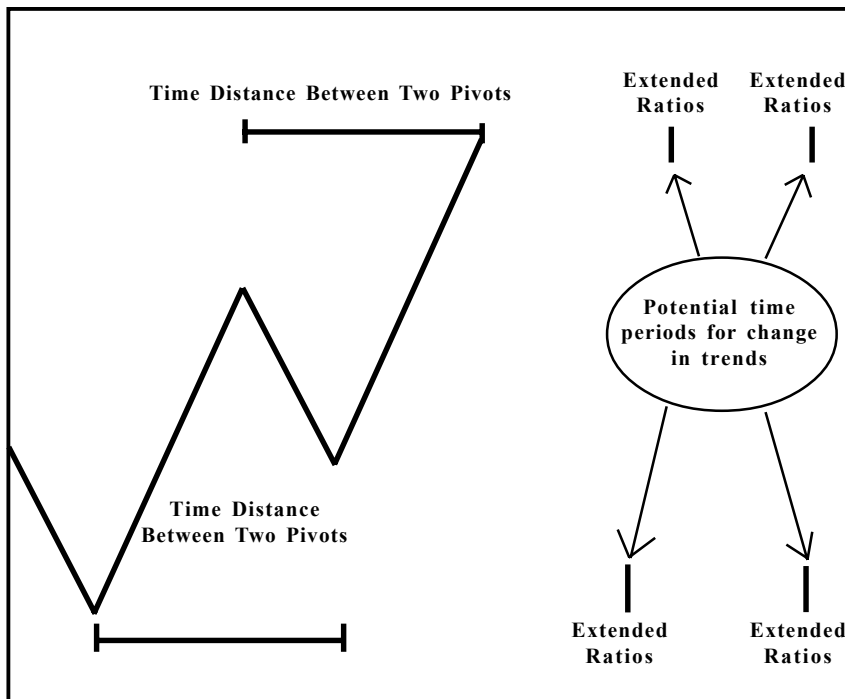 Time Distance Between Two Pivots
Extended
Ratios
Extended
Ratios
Potential time
periods for change
in trends
Time Distance
Between Two Pivots
Extended
Ratios
Extended
Ratios